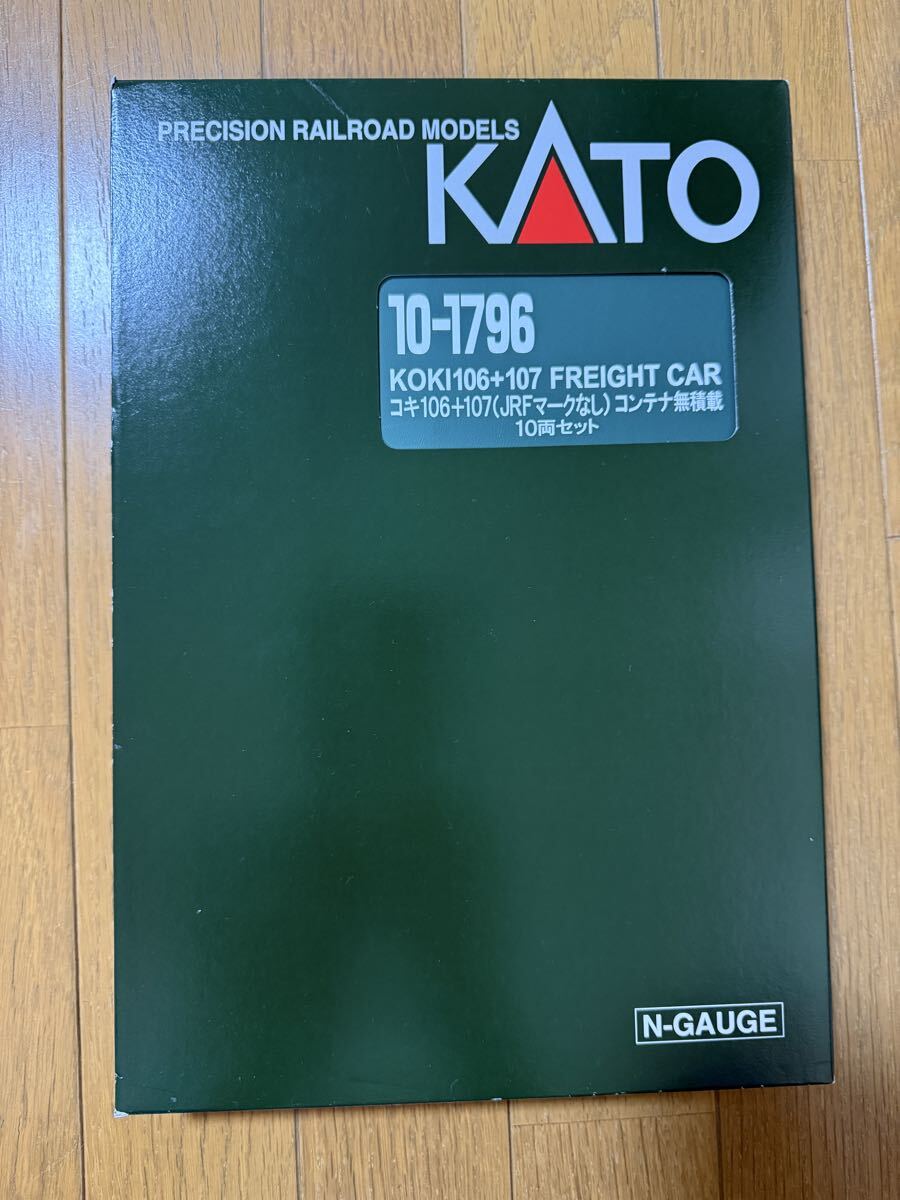 PRECISION RAILROAD MODELS
KATO
10-1796
KOKI106+107 FREIGHT CAR
コキ106+107(JRFマークなし)コンテナ無積載
10両セット
N-GAUGE